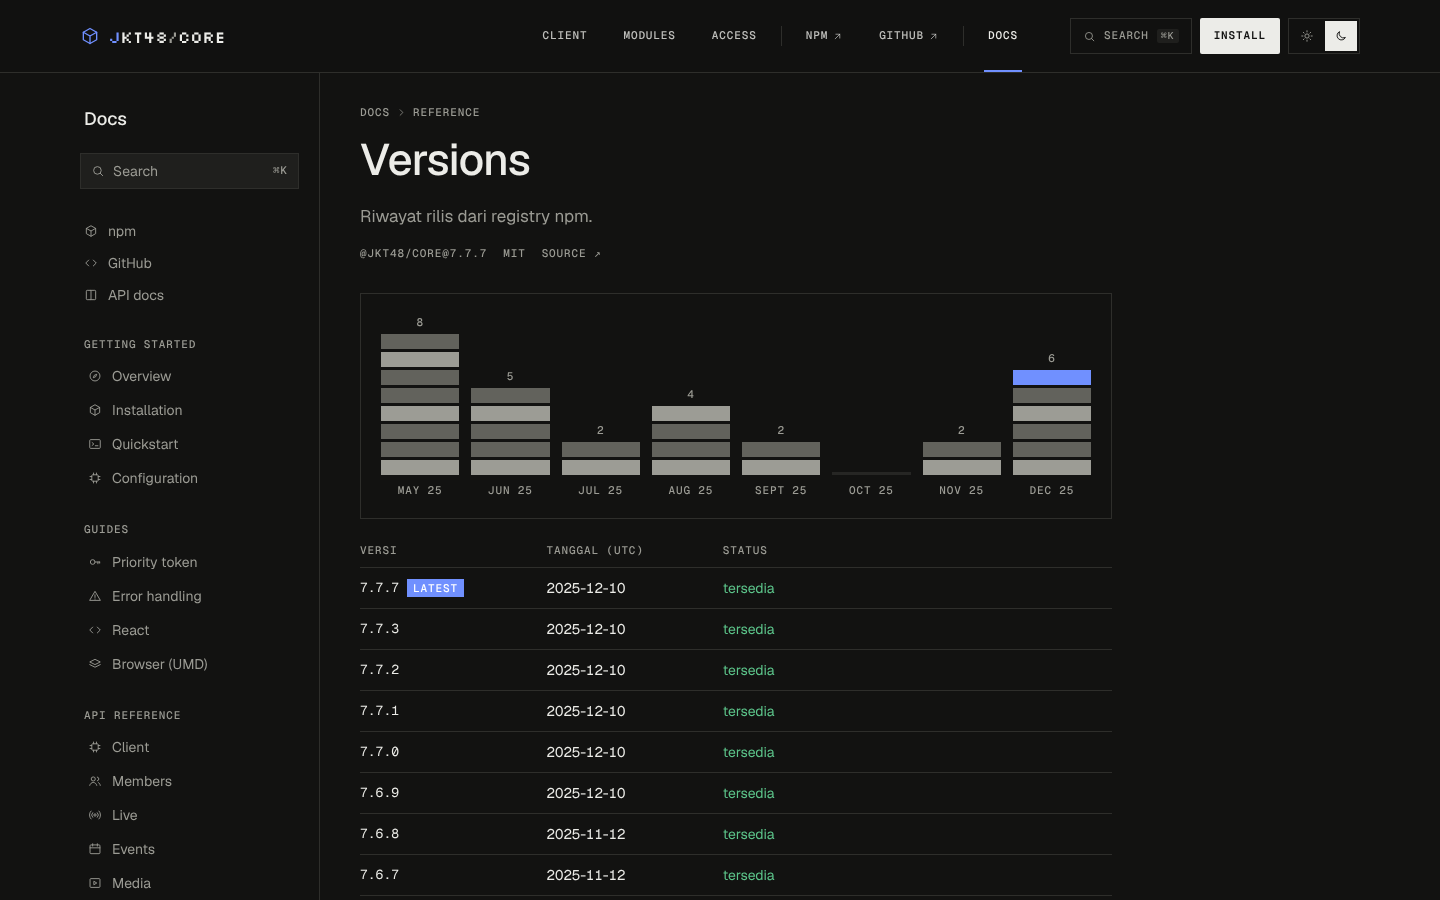 JKT48/CORE
CLIENT MODULES ACCESS NPM ↗ GITHUB ↗ DOCS SEARCH ⌘K INSTALL
Docs
Search ⌘K
npm
GitHub
API docs
GETTING STARTED
Overview
Installation
Quickstart
Configuration
GUIDES
Priority token
Error handling
React
Browser (UMD)
API REFERENCE
Client
Members
Live
Events
Media
DOCS > REFERENCE
Versions
Riwayat rilis dari registry npm.
@JKT48/CORE@7.7.7 MIT SOURCE ↗
8 5 2 4 2 2 6
MAY 25 JUN 25 JUL 25 AUG 25 SEPT 25 OCT 25 NOV 25 DEC 25
VERSI TANGGAL (UTC) STATUS
7.7.7 LATEST 2025-12-10 tersedia
7.7.3 2025-12-10 tersedia
7.7.2 2025-12-10 tersedia
7.7.1 2025-12-10 tersedia
7.7.0 2025-12-10 tersedia
7.6.9 2025-12-10 tersedia
7.6.8 2025-11-12 tersedia
7.6.7 2025-11-12 tersedia